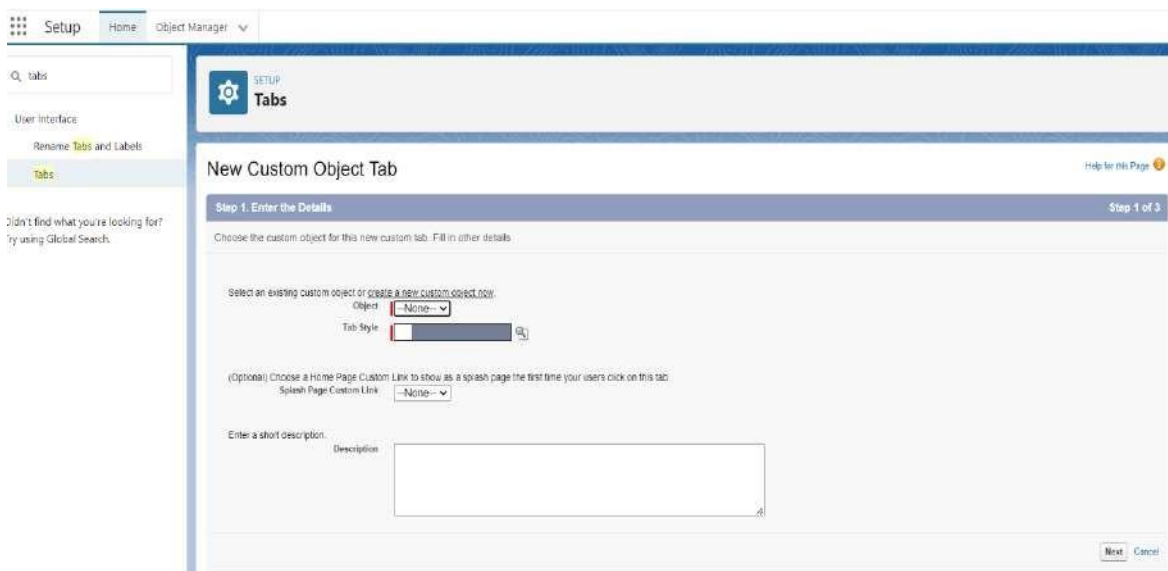 Setup Home Object Manager
tabs
User Interface
Rename Tabs and Labels
Tabs
Didn't find what you're looking for?
Try using Global Search.
SETUP
Tabs
New Custom Object Tab
Help for this Page
Step 1. Enter the Details Step 1 of 3
Choose the custom object for this new custom tab. Fill in other details.
Select an existing custom object or create a new custom object now.
Object --None--
Tab Style
(Optional) Choose a Home Page Custom Link to show as a splash page the first time your users click on this tab
Splash Page Custom Link --None--
Enter a short description.
Description
Next Cancel